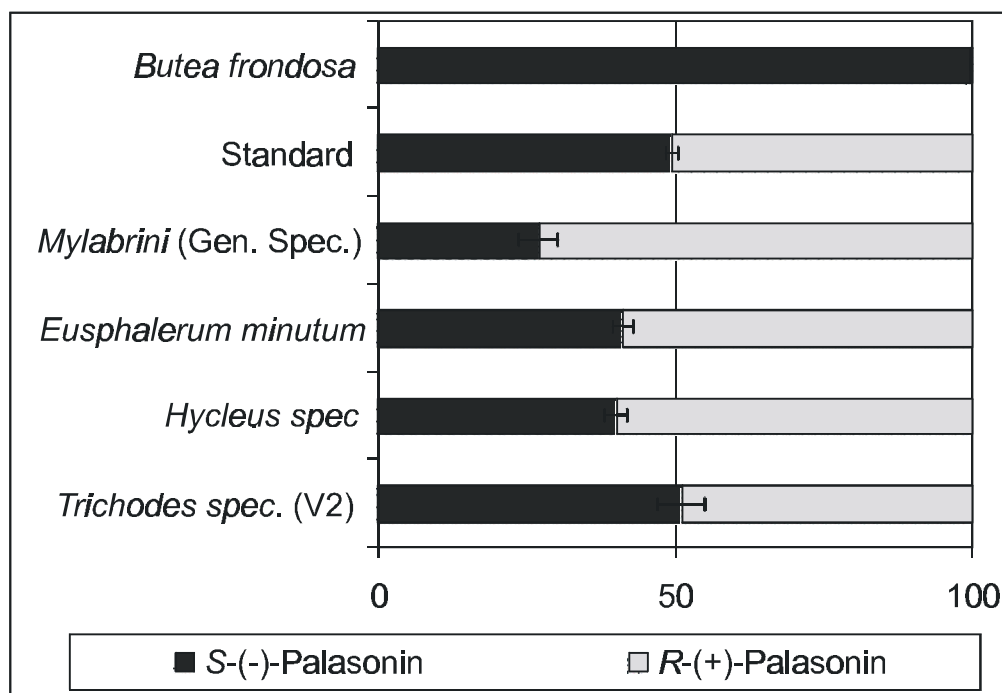 Butea frondosa
Standard
Mylabrini (Gen. Spec.)
Eusphalerum minutum
Hycleus spec
Trichodes spec. (V2)
0 50 100
S-(-)-Palasonin R-(+)-Palasonin